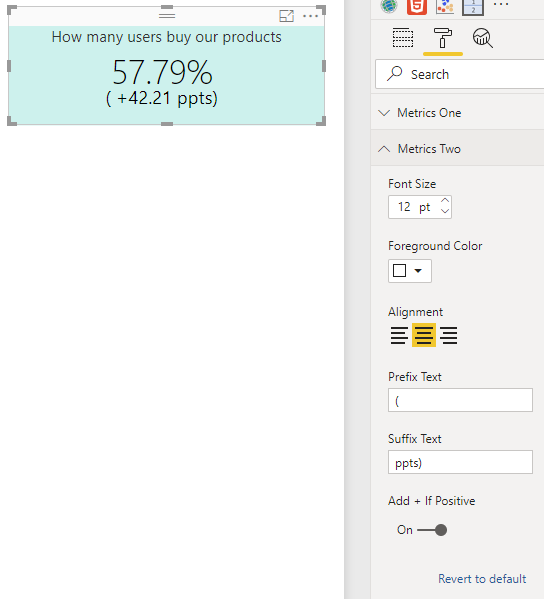 How many users buy our products
57.79%
( +42.21 ppts)
Search
Metrics One
Metrics Two
Font Size
12 pt
Foreground Color
Alignment
Prefix Text
(
Suffix Text
ppts)
Add + If Positive
On
Revert to default